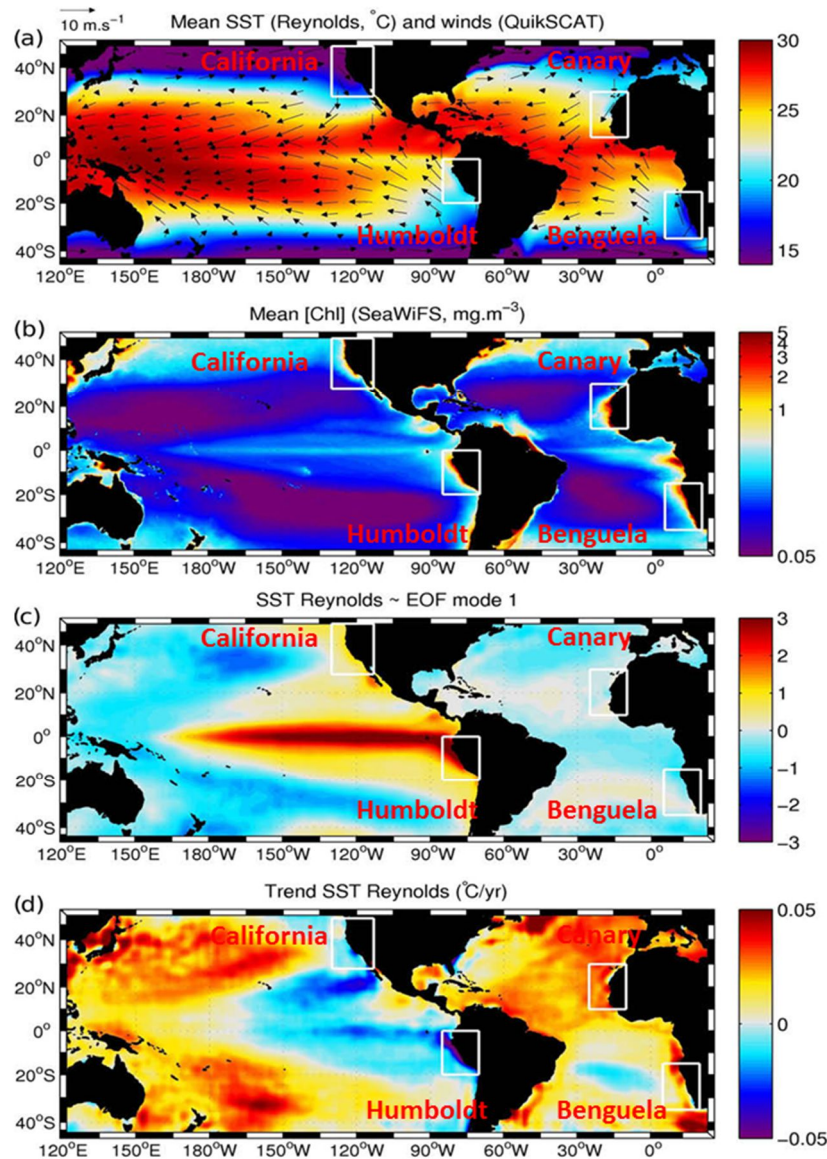 10 m.s⁻¹
Mean SST (Reynolds, °C) and winds (QuikSCAT)
(a)
California
Canary
Humboldt
Benguela
40°N
20°N
0°
20°S
40°S
120°E 150°E 180°W 150°W 120°W 90°W 60°W 30°W 0°
30
25
20
15
Mean [Chl] (SeaWiFS, mg.m⁻³)
(b)
California
Canary
Humboldt
Benguela
40°N
20°N
0°
20°S
40°S
120°E 150°E 180°W 150°W 120°W 90°W 60°W 30°W 0°
5
4
3
2
1
0.05
SST Reynolds ~ EOF mode 1
(c)
California
Canary
Humboldt
Benguela
40°N
20°N
0°
20°S
40°S
120°E 150°E 180°W 150°W 120°W 90°W 60°W 30°W 0°
3
2
1
0
-1
-2
-3
Trend SST Reynolds (°C/yr)
(d)
California
Canary
Humboldt
Benguela
40°N
20°N
0°
20°S
40°S
120°E 150°E 180°W 150°W 120°W 90°W 60°W 30°W 0°
0.05
0
-0.05